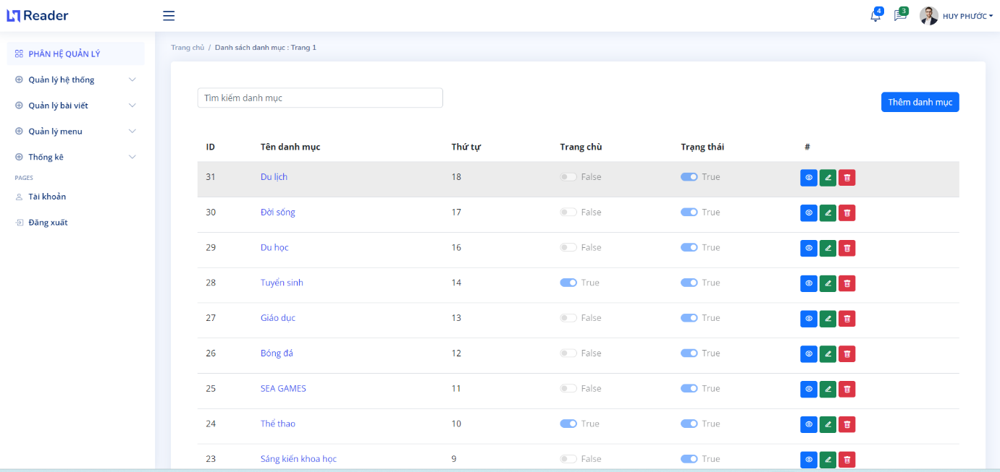 Reader
4
3
HUY PHƯỚC
PHÂN HỆ QUẢN LÝ
Quản lý hệ thống
Quản lý bài viết
Quản lý menu
Thống kê
PAGES
Tài khoản
Đăng xuất
Trang chủ / Danh sách danh mục : Trang 1
Tìm kiếm danh mục
Thêm danh mục
ID Tên danh mục Thứ tự Trang chủ Trạng thái #
31 Du lịch 18 False True
30 Đời sống 17 False True
29 Du học 16 False True
28 Tuyển sinh 14 True True
27 Giáo dục 13 False True
26 Bóng đá 12 False True
25 SEA GAMES 11 False True
24 Thể thao 10 True True
23 Sáng kiến khoa học 9 False True